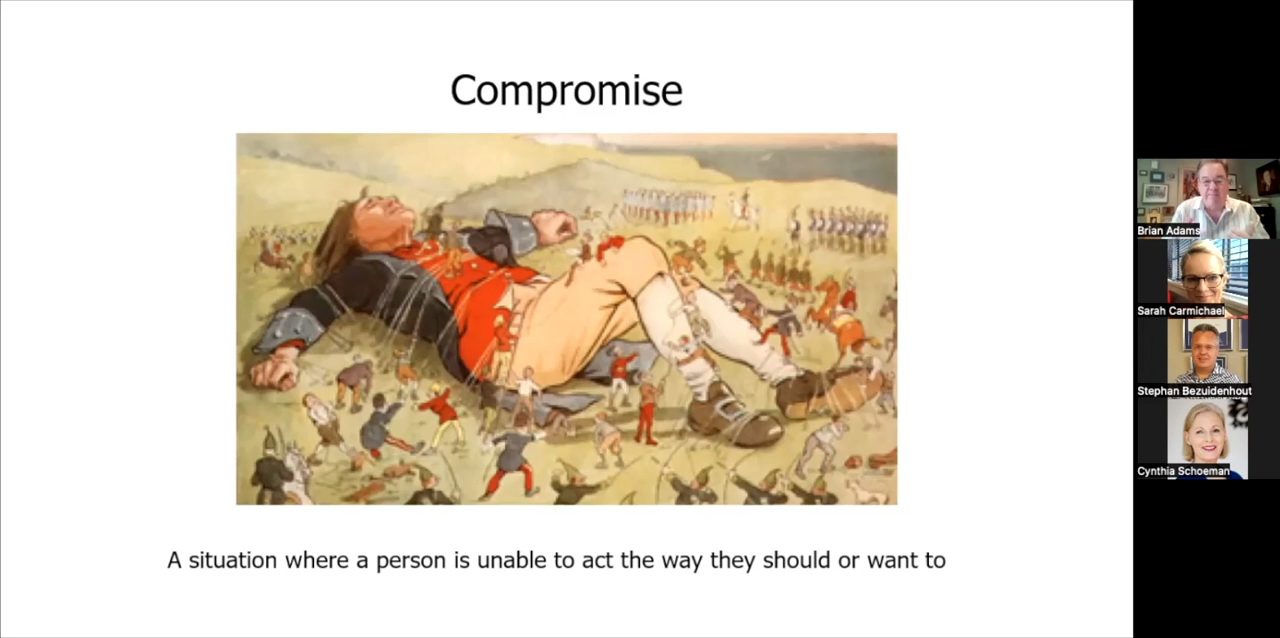 Compromise
A situation where a person is unable to act the way they should or want to
Brian Adams
Sarah Carmichael
Stephan Bezuidenhout
Cynthia Schoeman